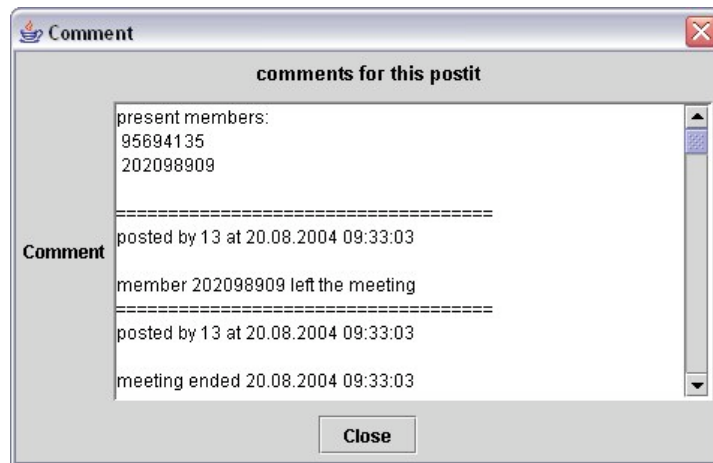 Comment
comments for this postit
Comment
present members:
95694135
202098909
====================================
posted by 13 at 20.08.2004 09:33:03
member 202098909 left the meeting
====================================
posted by 13 at 20.08.2004 09:33:03
meeting ended 20.08.2004 09:33:03
Close